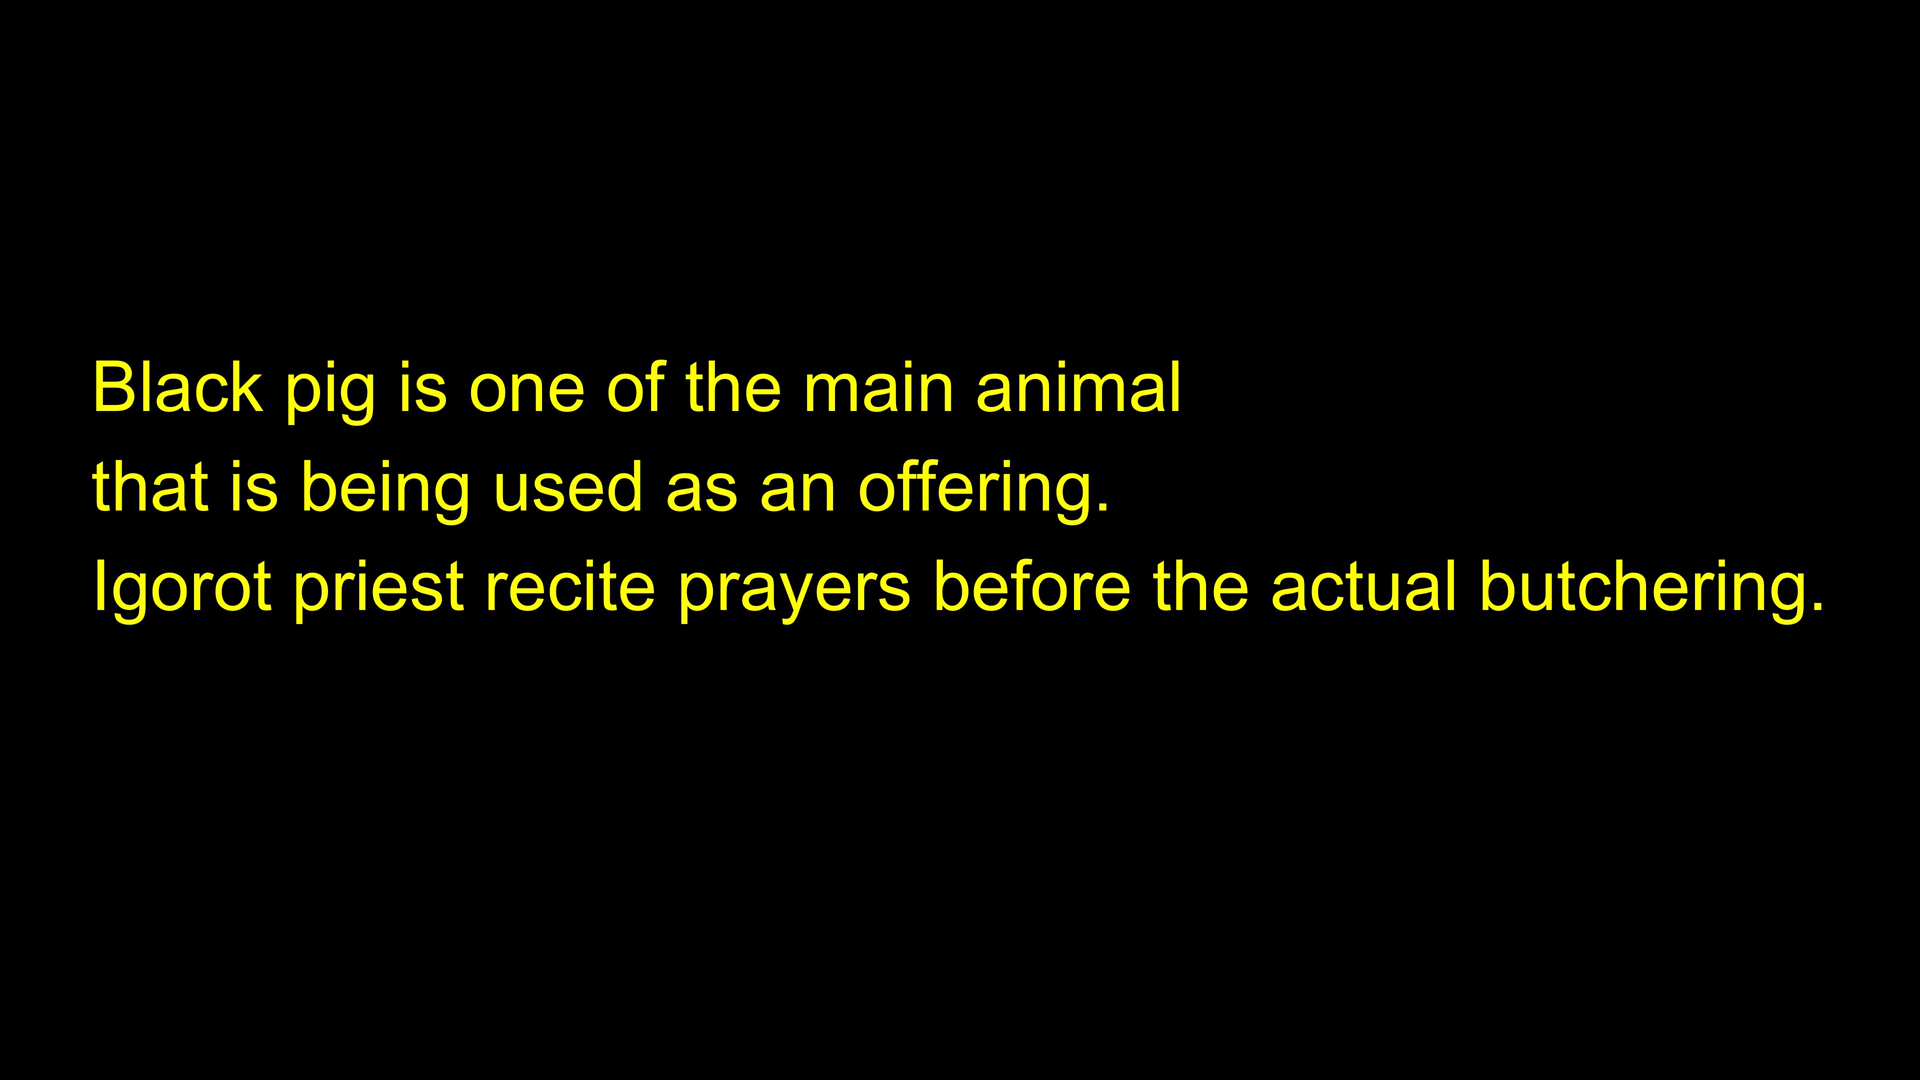 Black pig is one of the main animal
that is being used as an offering.
Igorot priest recite prayers before the actual butchering.